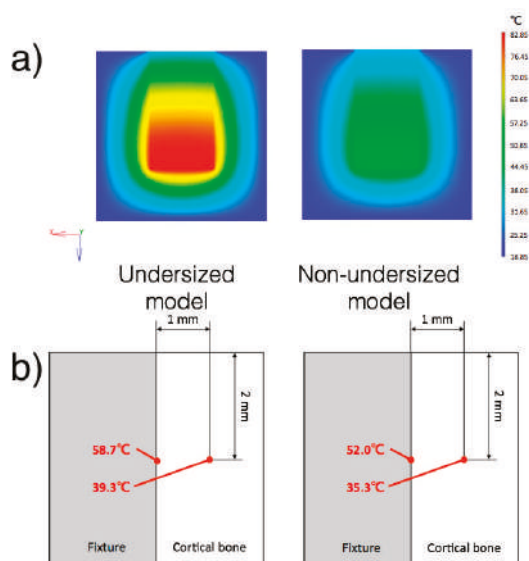 a)
℃
82.85
76.45
70.05
63.65
57.25
50.85
44.45
38.05
31.65
25.25
18.85
X
Y
Undersized model
Non-undersized model
1 mm
1 mm
b)
2 mm
2 mm
58.7℃
39.3℃
52.0℃
35.3℃
Fixture
Cortical bone
Fixture
Cortical bone